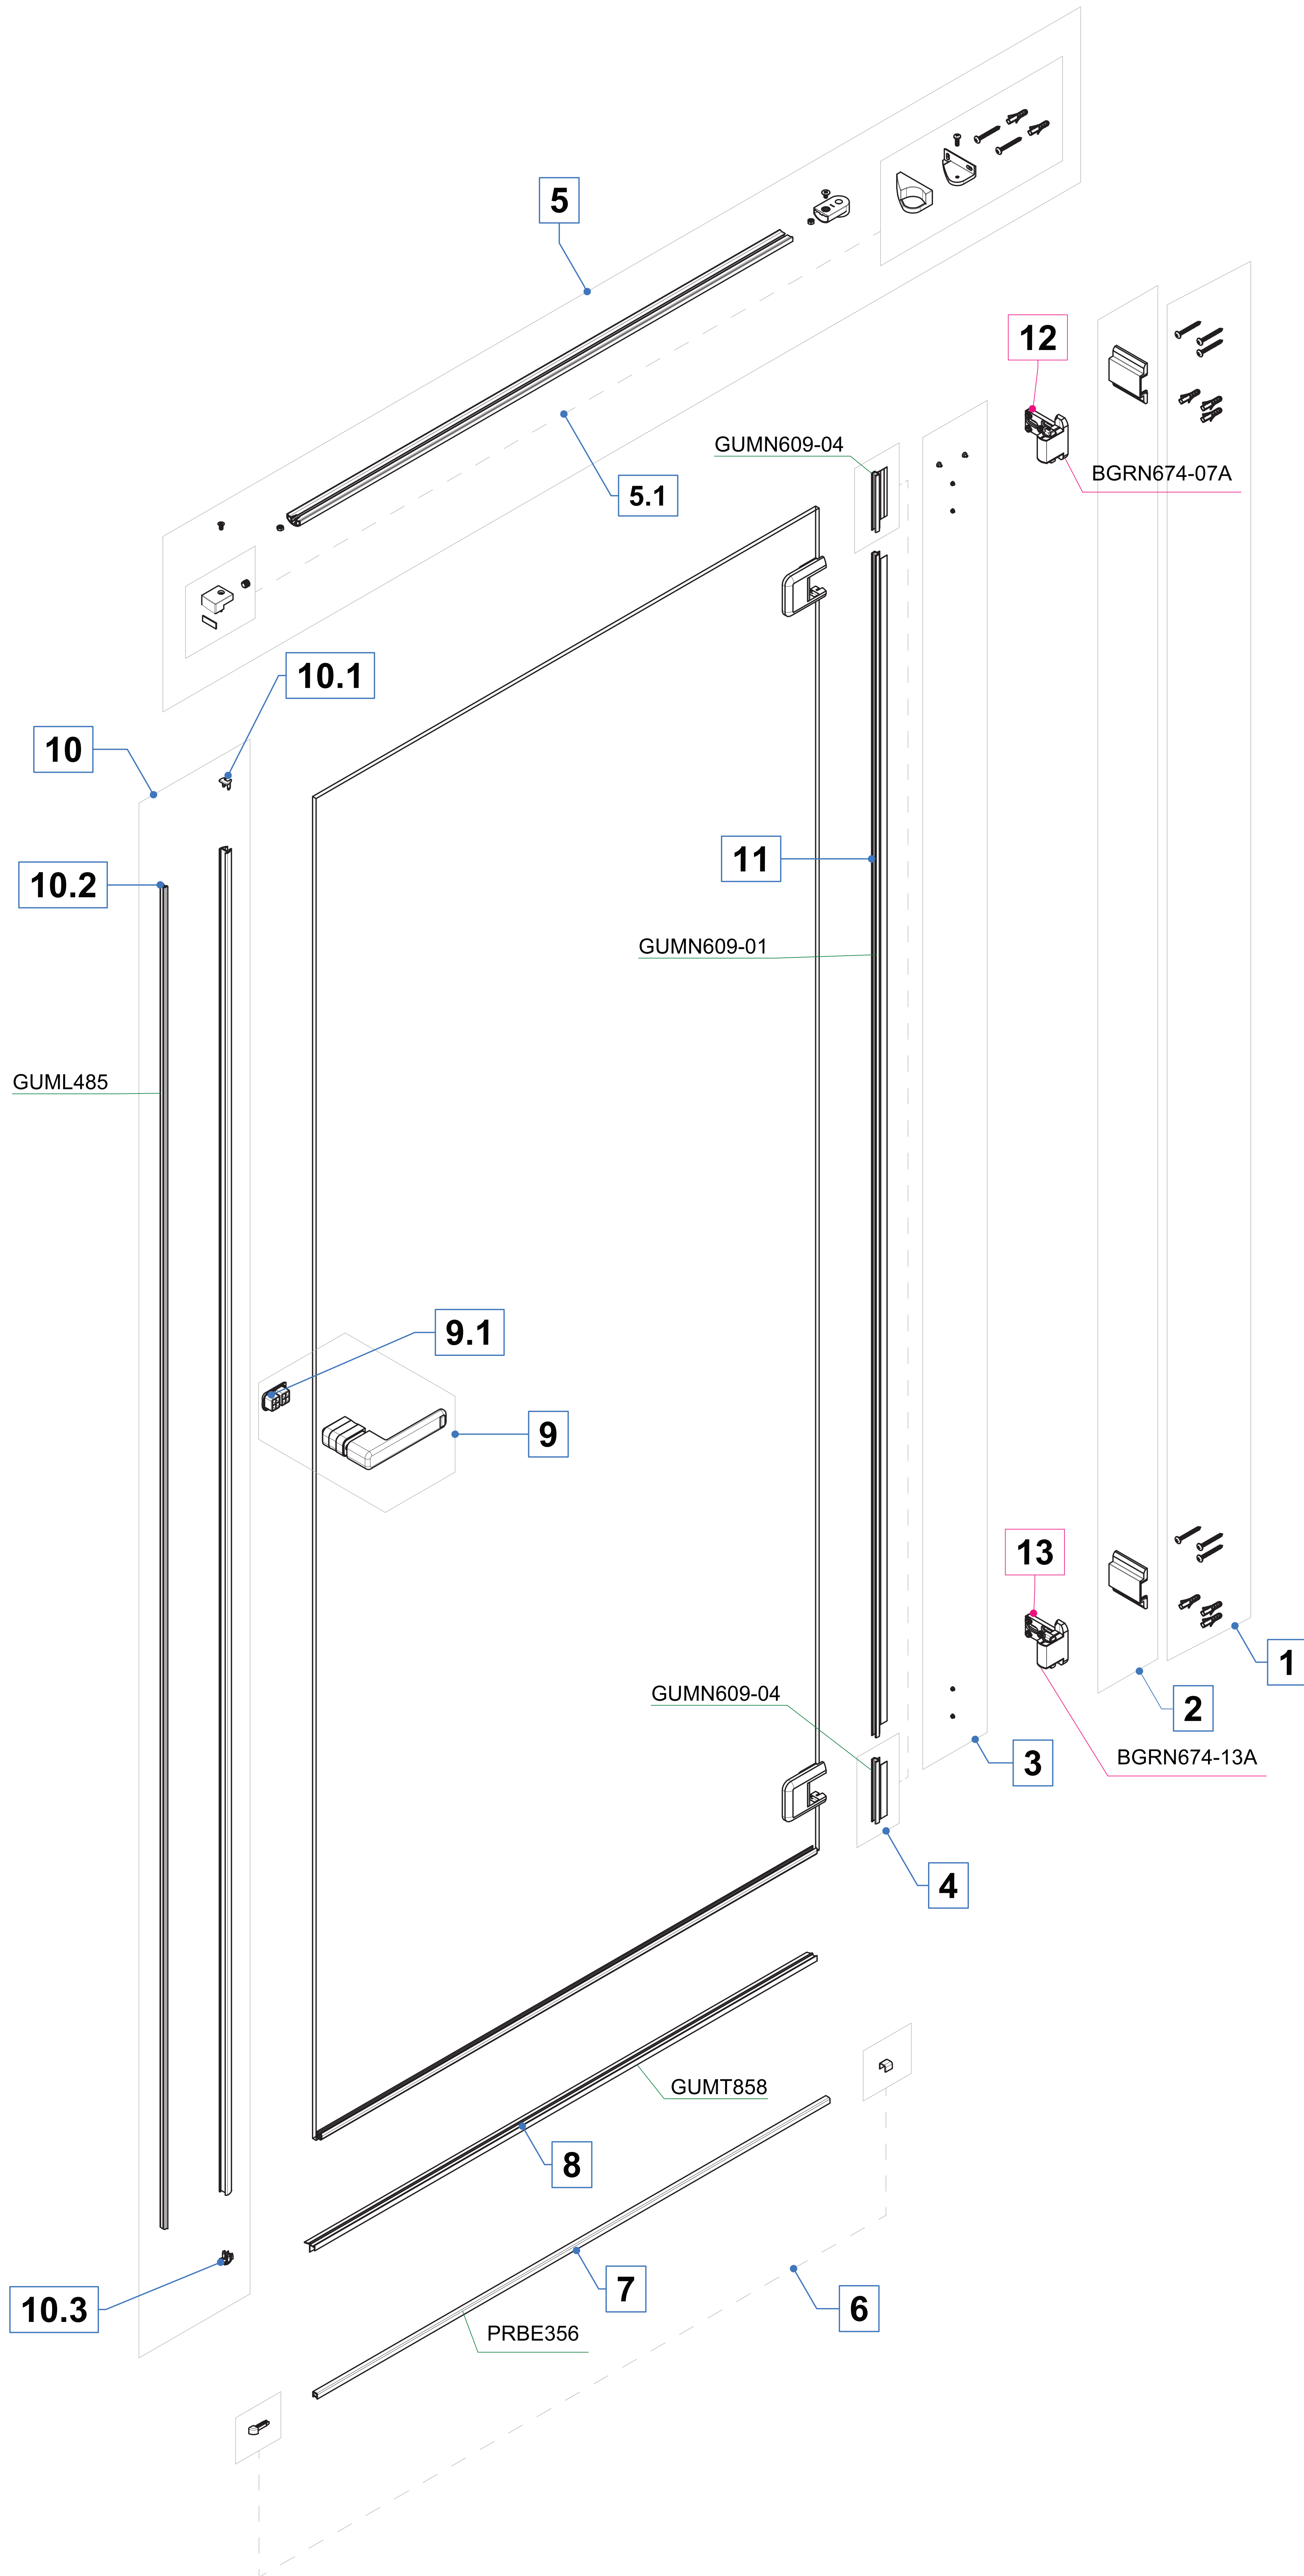 5
12
GUMN609-04
BGRN674-07A
5.1
10.1
10
11
10.2
GUMN609-01
GUML485
9.1
9
13
1
GUMN609-04
2
BGRN674-13A
3
4
GUMT858
8
7
6
10.3
PRBE356